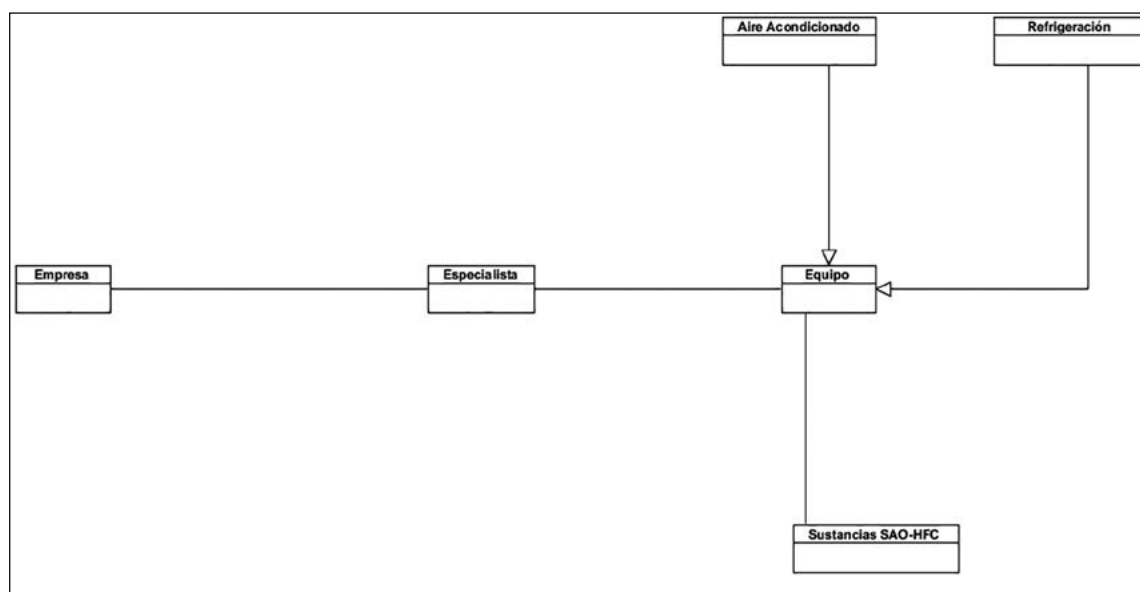 Aire Acondicionado
Refrigeración
Empresa
Especialista
Equipo
Sustancias SAO-HFC